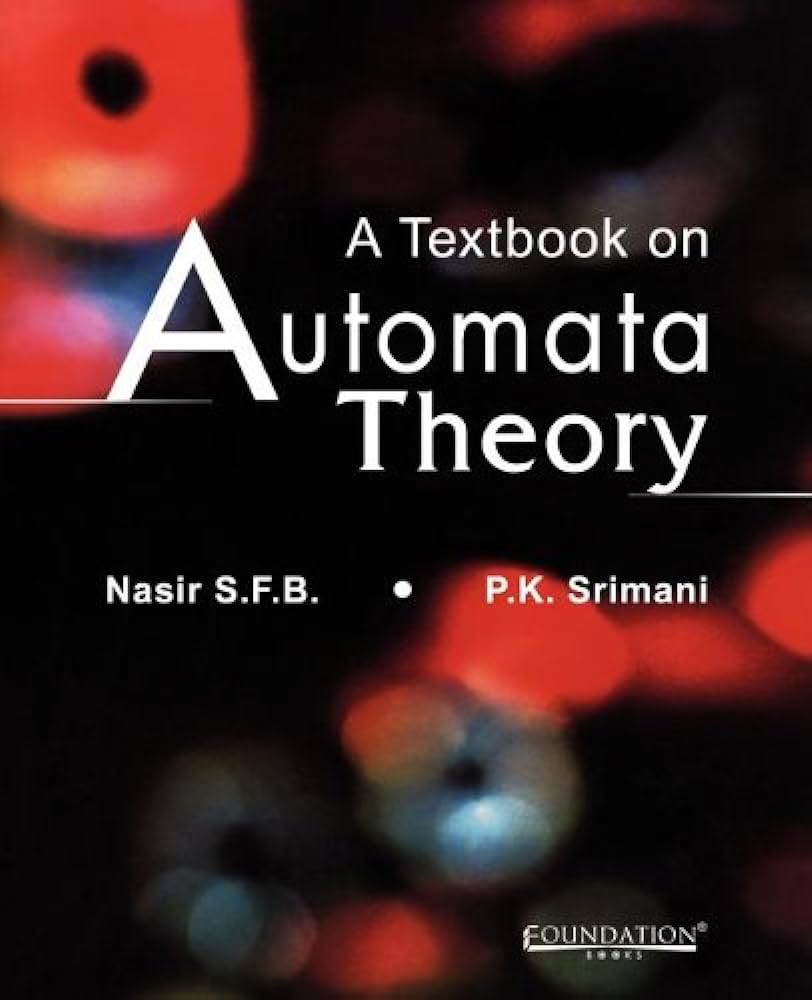 A Textbook on
Automata
Theory
Nasir S.F.B. • P.K. Srimani
FOUNDATION®
BOOKS